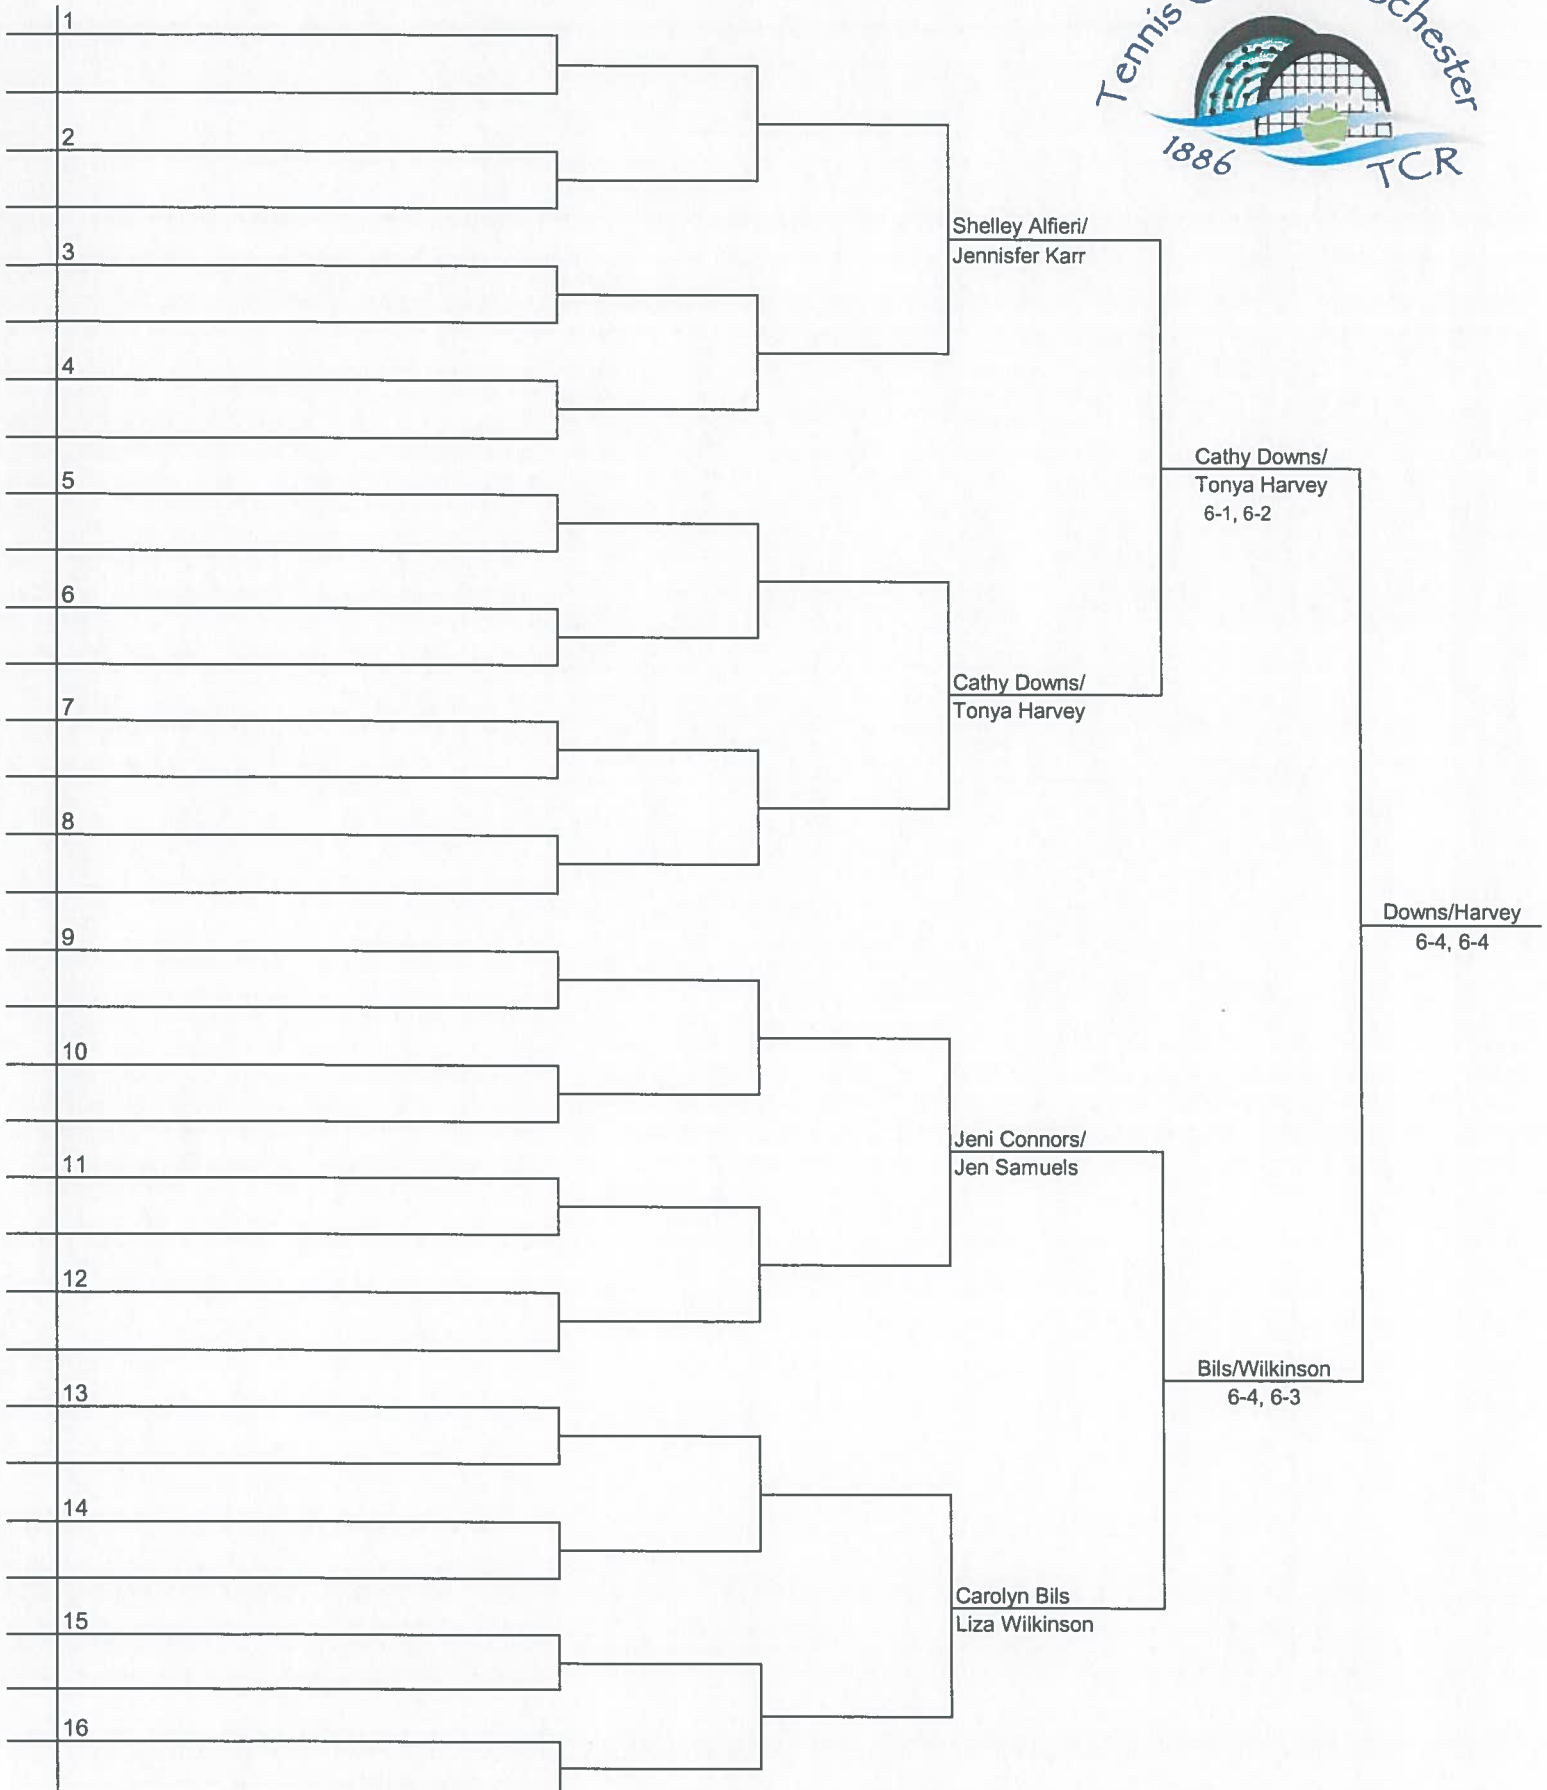 1
Tennis
chester
2
1886
TCR
Shelley Alfieri/
3
Jennisfer Karr
4
Cathy Downs/
5
Tonya Harvey
6-1, 6-2
6
Cathy Downs/
7
Tonya Harvey
8
Downs/Harvey
9
6-4, 6-4
10
Jeni Connors/
11
Jen Samuels
12
Bils/Wilkinson
13
6-4, 6-3
14
Carolyn Bils
15
Liza Wilkinson
16